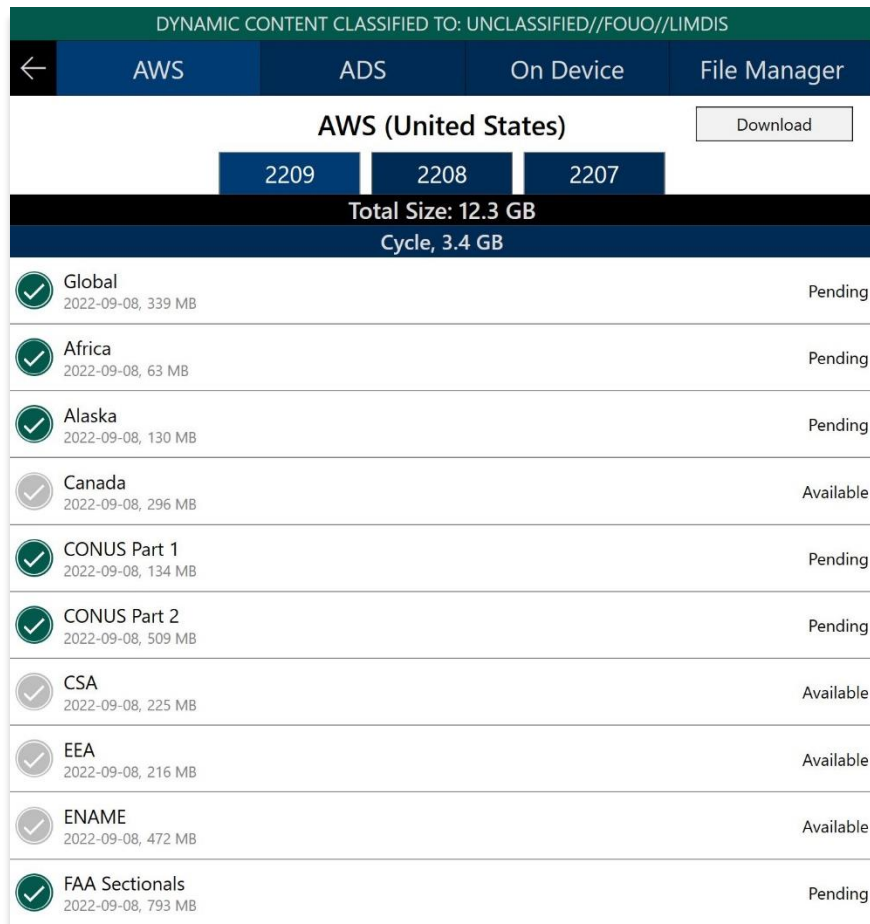 DYNAMIC CONTENT CLASSIFIED TO: UNCLASSIFIED//FOUO//LIMDIS
AWS ADS On Device File Manager
AWS (United States) Download
2209 2208 2207
Total Size: 12.3 GB
Cycle, 3.4 GB
Global
2022-09-08, 339 MB Pending
Africa
2022-09-08, 63 MB Pending
Alaska
2022-09-08, 130 MB Pending
Canada
2022-09-08, 296 MB Available
CONUS Part 1
2022-09-08, 134 MB Pending
CONUS Part 2
2022-09-08, 509 MB Pending
CSA
2022-09-08, 225 MB Available
EEA
2022-09-08, 216 MB Available
ENAME
2022-09-08, 472 MB Available
FAA Sectionals
2022-09-08, 793 MB Pending